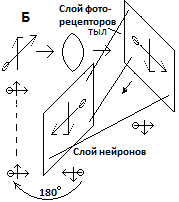 Б
Слой фото-
рецепторов
ТЫЛ
Слой нейронов
180°